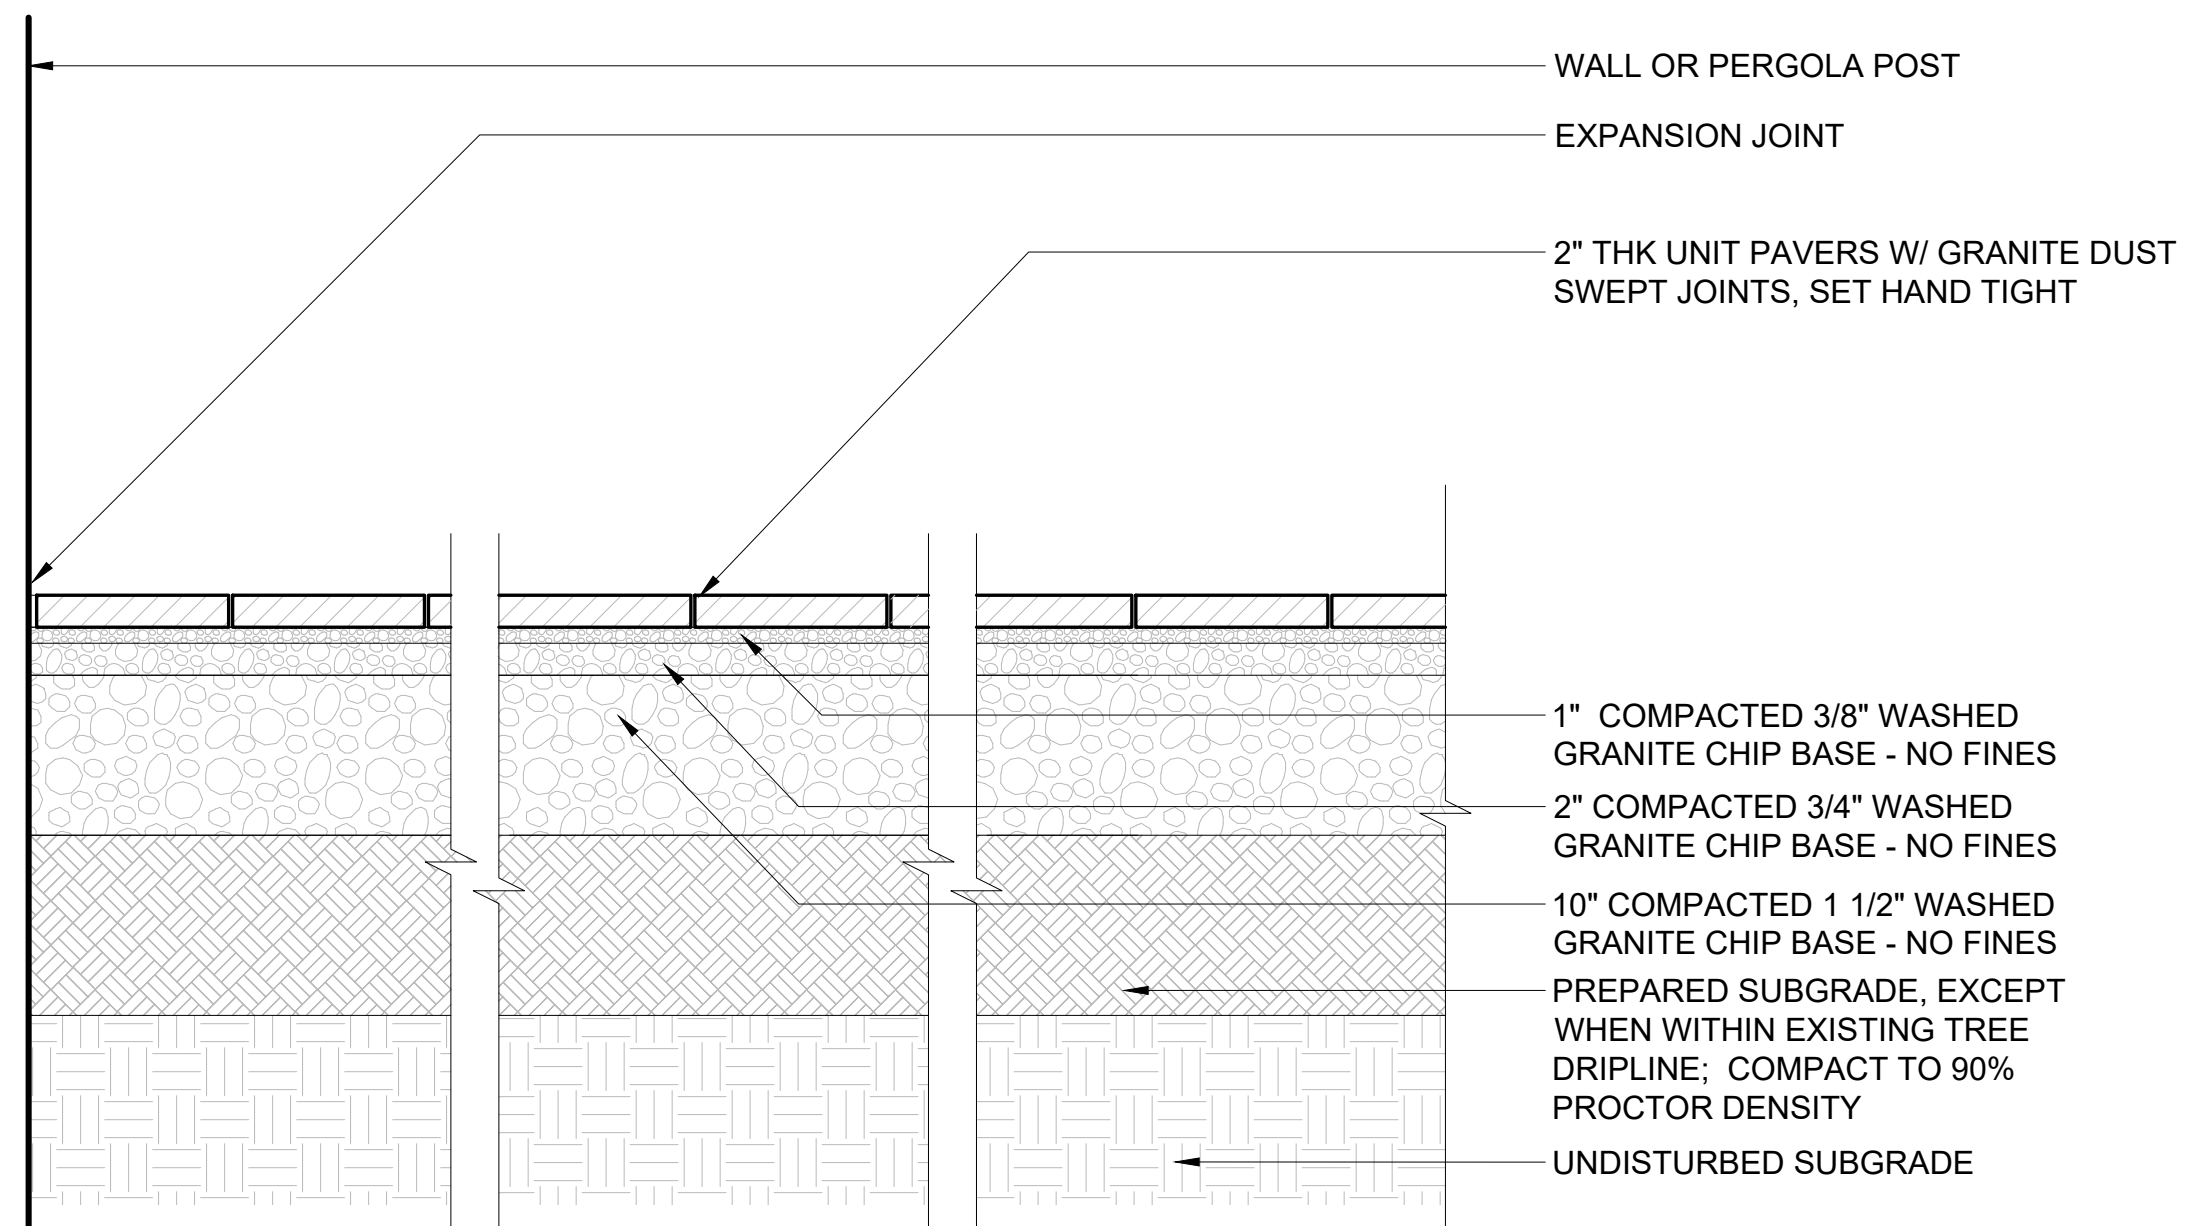 WALL OR PERGOLA POST
EXPANSION JOINT
2" THK UNIT PAVERS W/ GRANITE DUST
SWEPT JOINTS, SET HAND TIGHT
1"  COMPACTED 3/8" WASHED
GRANITE CHIP BASE - NO FINES
2" COMPACTED 3/4" WASHED
GRANITE CHIP BASE - NO FINES
10" COMPACTED 1 1/2" WASHED
GRANITE CHIP BASE - NO FINES
PREPARED SUBGRADE, EXCEPT
WHEN WITHIN EXISTING TREE
DRIPLINE;  COMPACT TO 90%
PROCTOR DENSITY
UNDISTURBED SUBGRADE